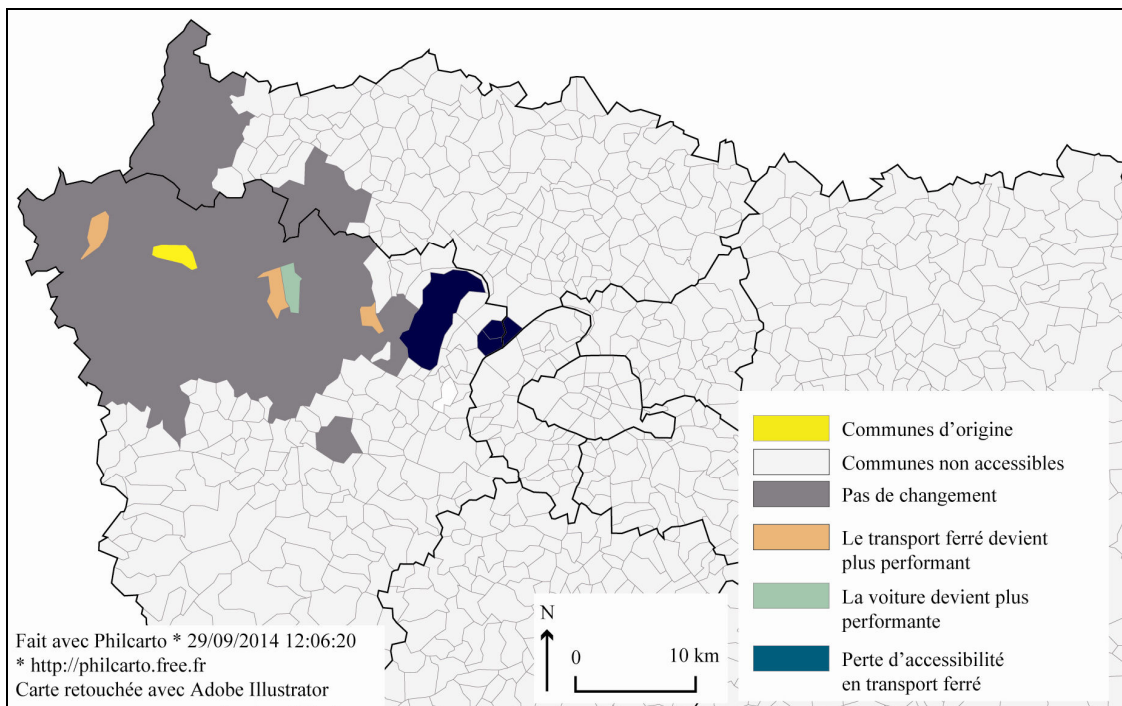 Communes d'origine
Communes non accessibles
Pas de changement
Le transport ferré devient
plus performant
La voiture devient plus
performante
Perte d'accessibilité
en transport ferré
N
0 10 km
Fait avec Philcarto * 29/09/2014 12:06:20
* http://philcarto.free.fr
Carte retouchée avec Adobe Illustrator